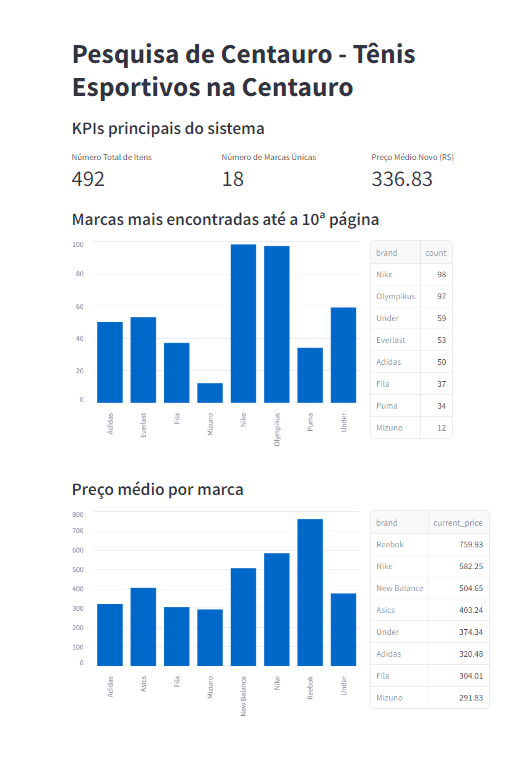 Pesquisa de Centauro - Tênis
Esportivos na Centauro
KPIs principais do sistema
Número Total de Itens
492
Número de Marcas Únicas
18
Preço Médio Novo (R$)
336.83
Marcas mais encontradas até a 10ª página
100
80
60
40
20
0
Adidas
Everlast
Fila
Mizuno
Nike
Olympikus
Puma
Under
brand count
Nike 98
Olympikus 97
Under 59
Everlast 53
Adidas 50
Fila 37
Puma 34
Mizuno 12
Preço médio por marca
800
700
600
500
400
300
200
100
0
Adidas
Asics
Fila
Mizuno
New Balance
Nike
Reebok
Under
brand current_price
Reebok 759.93
Nike 582.25
New Balance 504.65
Asics 403.24
Under 374.34
Adidas 320.48
Fila 304.01
Mizuno 291.83